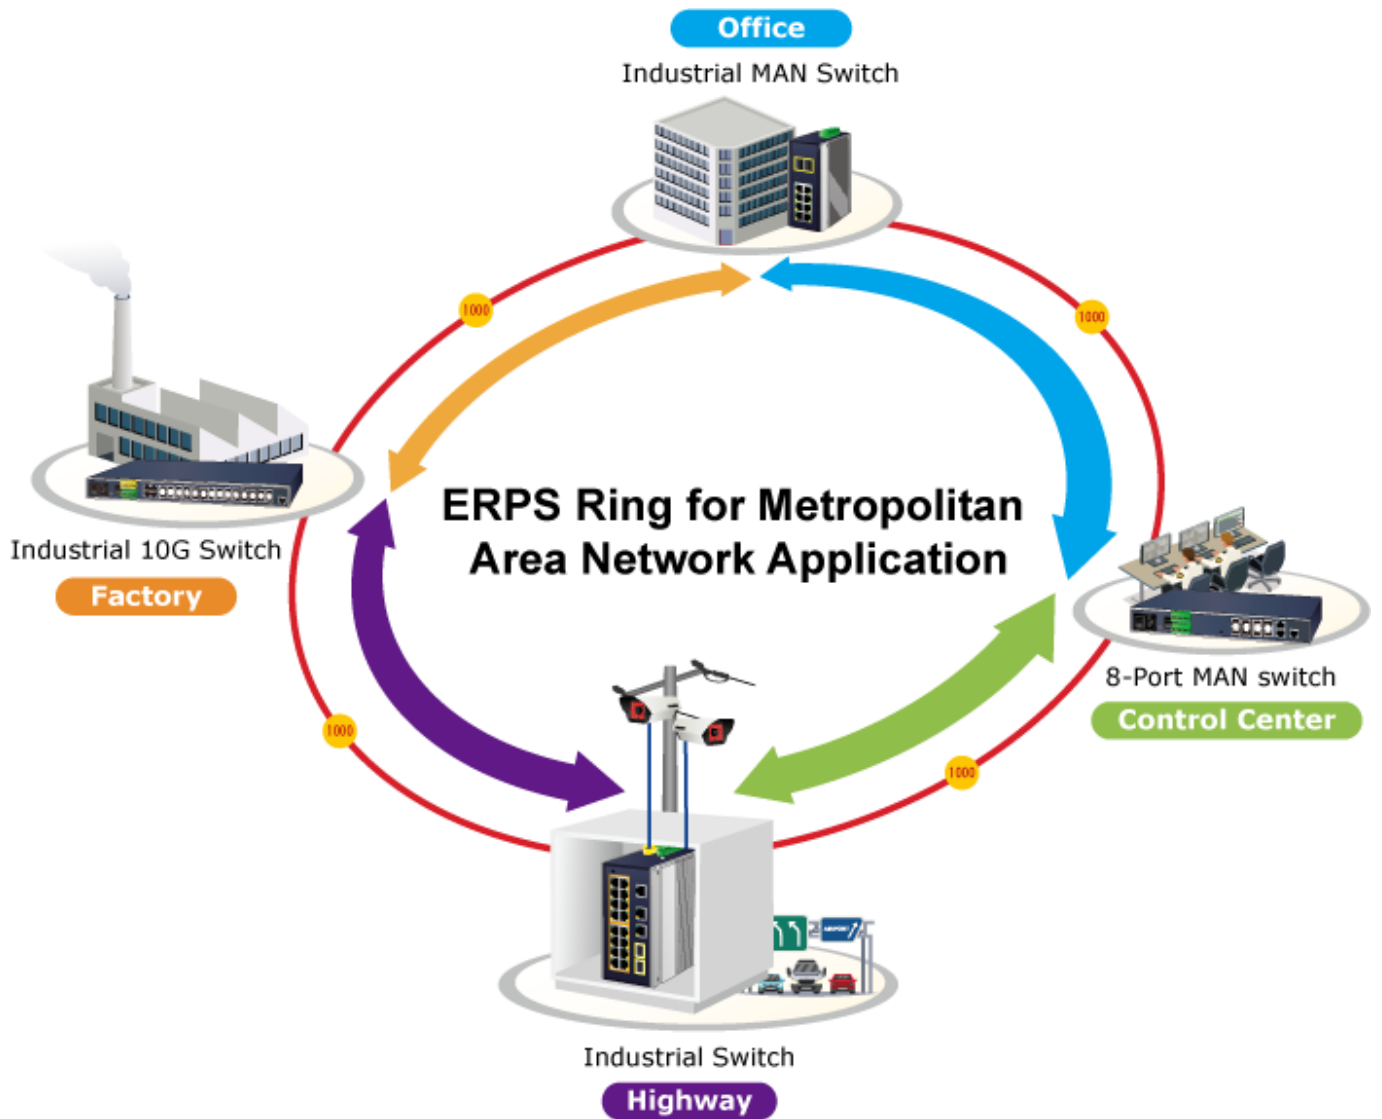 Office
Industrial MAN Switch
1000
1000
ERPS Ring for Metropolitan
Area Network Application
Industrial 10G Switch
Factory
8-Port MAN switch
Control Center
1000
1000
AIRPORT
Industrial Switch
Highway